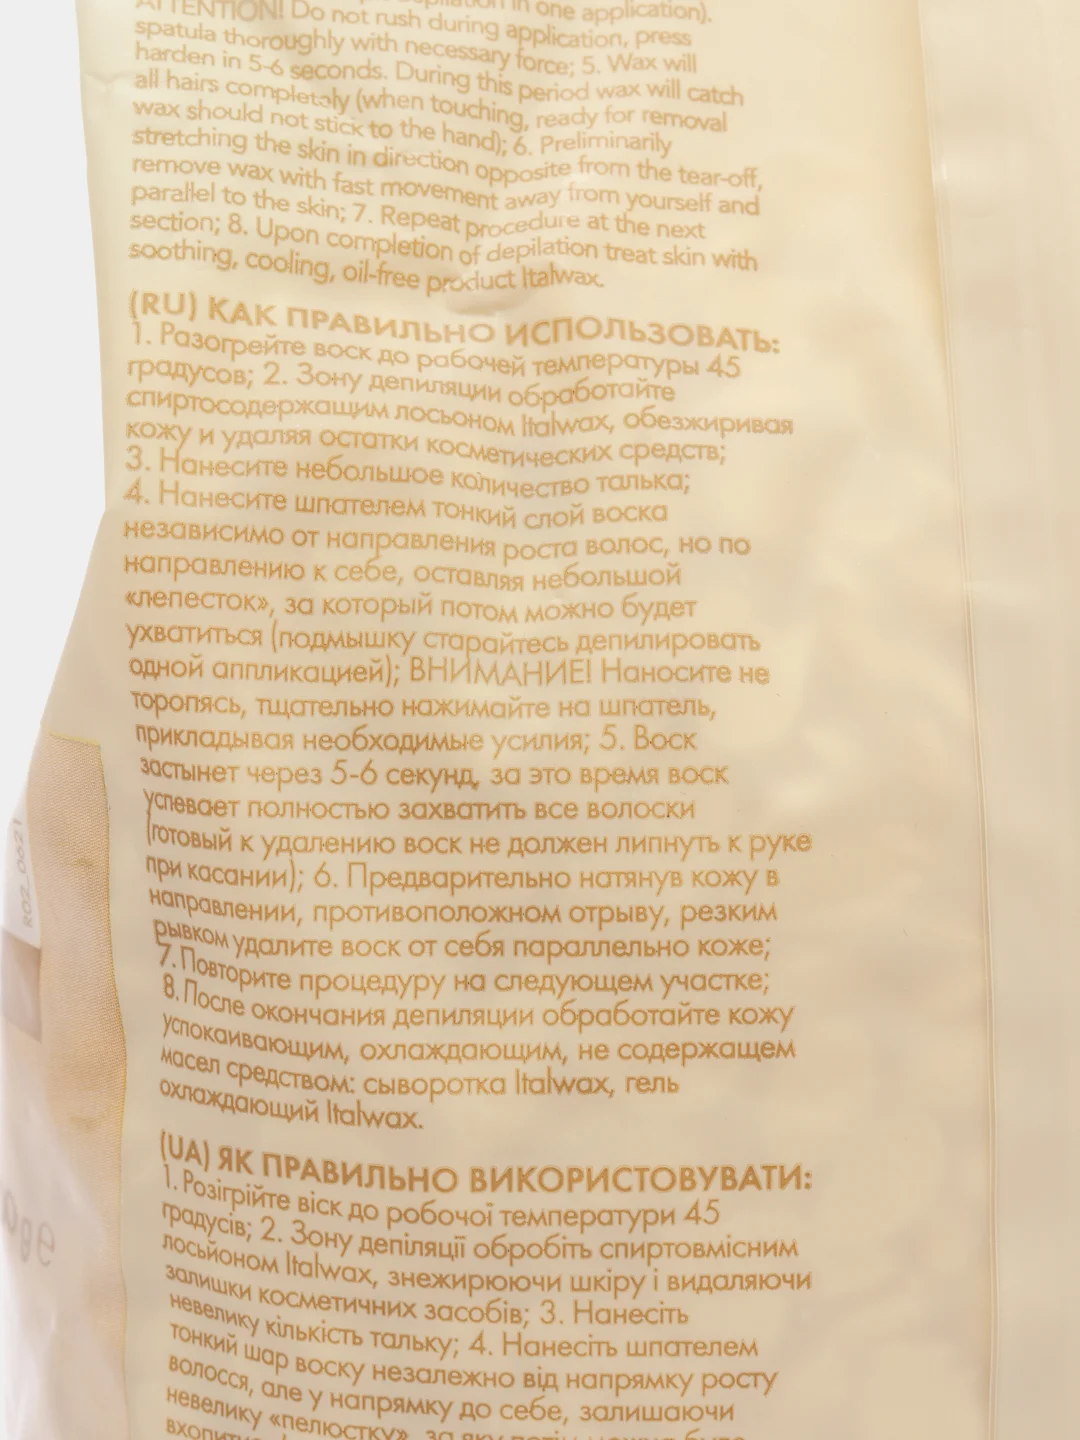 in one application).
ATTENTION! Do not rush during application, press
spatula thoroughly with necessary force; 5. Wax will
harden in 5-6 seconds. During this period wax will catch
all hairs completely (when touching, ready for removal
wax should not stick to the hand); 6. Preliminarily
stretching the skin in direction opposite from the tear-off,
remove wax with fast movement away from yourself and
parallel to the skin; 7. Repeat procedure at the next
section; 8. Upon completion of depilation treat skin with
soothing, cooling, oil-free product Italwax.
(RU) КАК ПРАВИЛЬНО ИСПОЛЬЗОВАТЬ:
1. Разогрейте воск до рабочей температуры 45
градусов; 2. Зону депиляции обработайте
спиртосодержащим лосьоном Italwax, обезжиривая
кожу и удаляя остатки косметических средств;
3. Нанесите небольшое количество талька;
4. Нанесите шпателем тонкий слой воска
независимо от направления роста волос, но по
направлению к себе, оставляя небольшой
«лепесток», за который потом можно будет
ухватиться (подмышку старайтесь депилировать
одной аппликацией); ВНИМАНИЕ! Наносите не
торопясь, тщательно нажимайте на шпатель,
прикладывая необходимые усилия; 5. Воск
застынет через 5-6 секунд, за это время воск
успевает полностью захватить все волоски
(готовый к удалению воск не должен липнуть к руке
при касании); 6. Предварительно натянув кожу в
направлении, противоположном отрыву, резким
рывком удалите воск от себя параллельно коже;
7. Повторите процедуру на следующем участке;
8. После окончания депиляции обработайте кожу
успокаивающим, охлаждающим, не содержащем
масел средством: сыворотка Italwax, гель
охлаждающий Italwax.
(UA) ЯК ПРАВИЛЬНО ВИКОРИСТОВУВАТИ:
1. Розігрійте віск до робочої температури 45
градусів; 2. Зону депіляції обробіть спиртовмісним
лосьйоном Italwax, знежирюючи шкіру і видаляючи
залишки косметичних засобів; 3. Нанесіть
невелику кількість тальку; 4. Нанесіть шпателем
тонкий шар воску незалежно від напрямку росту
волосся, але у напрямку до себе, залишаючи
невелику «пелюстку», за яку потім можна буде
R02_0621
0g e